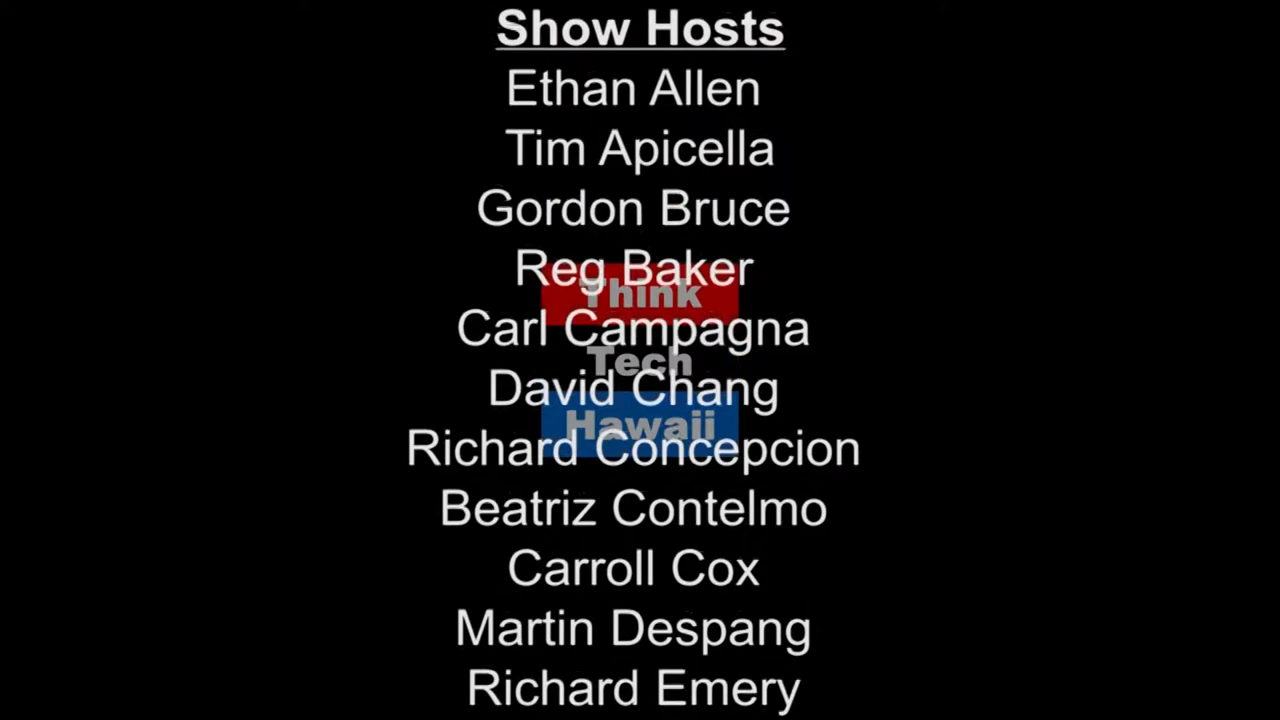 Show Hosts
Ethan Allen
Tim Apicella
Gordon Bruce
Reg Baker
Think
Carl Campagna
Tech
David Chang
Hawaii
Richard Concepcion
Beatriz Contelmo
Carroll Cox
Martin Despang
Richard Emery